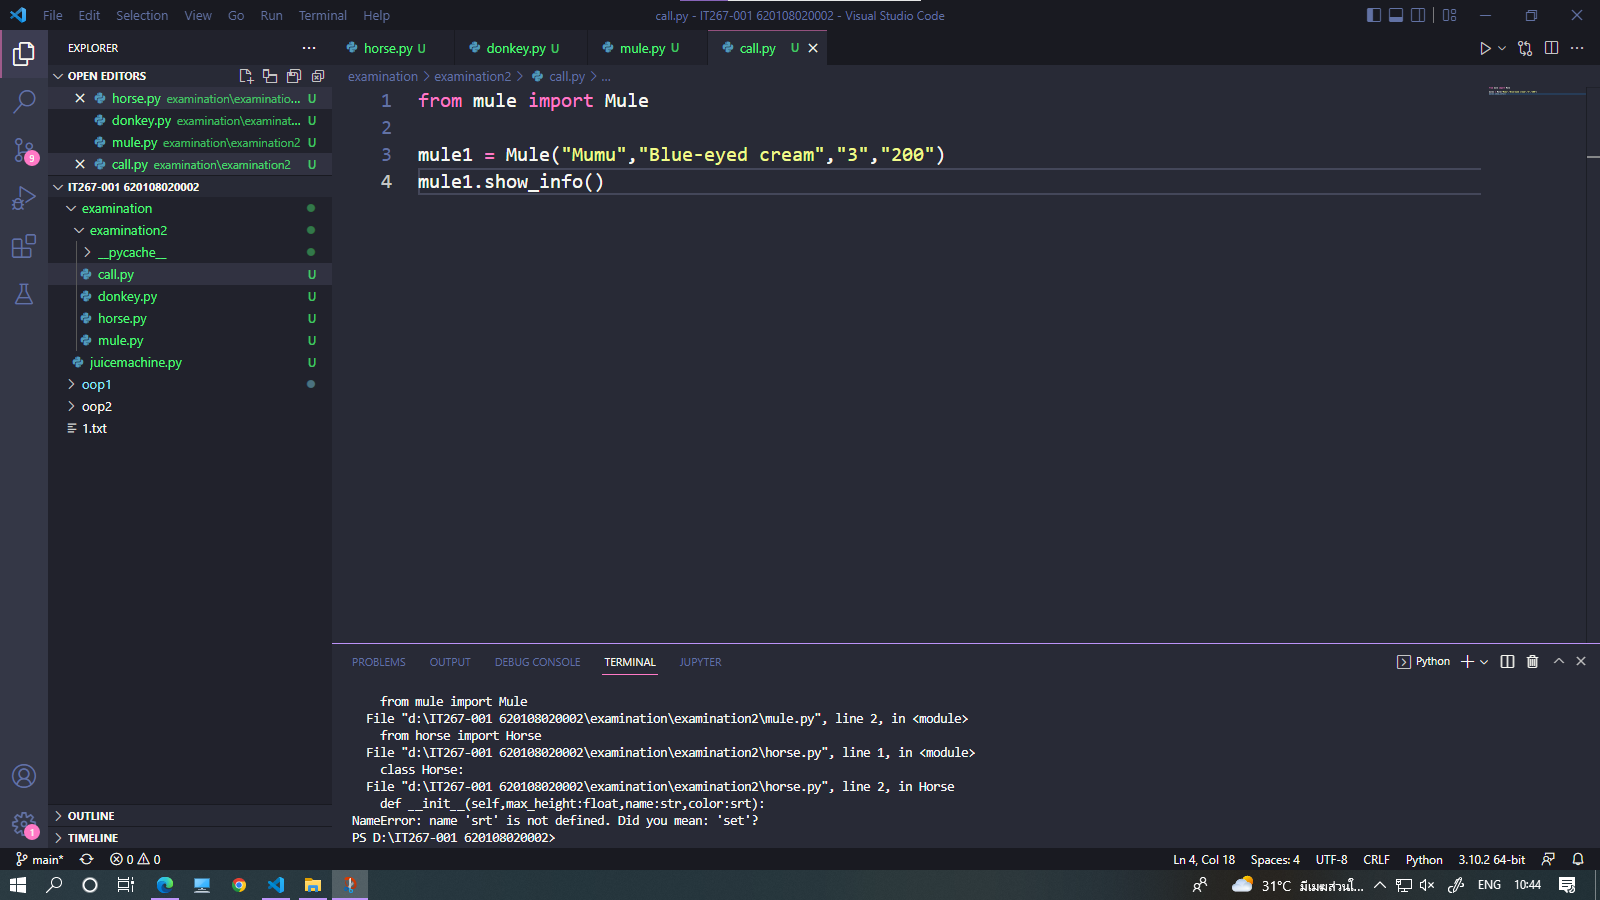 File Edit Selection View Go Run Terminal Help
call.py - IT267-001 620108020002 - Visual Studio Code
EXPLORER
OPEN EDITORS
horse.py examination\examinatio... U
donkey.py examination\examinat... U
mule.py examination\examination2 U
call.py examination\examination2 U
IT267-001 620108020002
examination
examination2
__pycache__
call.py U
donkey.py U
horse.py U
mule.py U
juicemachine.py U
oop1
oop2
1.txt
OUTLINE
TIMELINE
9
1
horse.py U donkey.py U mule.py U call.py U
examination > examination2 > call.py > ...
1 from mule import Mule
2
3 mule1 = Mule("Mumu","Blue-eyed cream","3","200")
4 mule1.show_info()
PROBLEMS OUTPUT DEBUG CONSOLE TERMINAL JUPYTER
Python
from mule import Mule
File "d:\IT267-001 620108020002\examination\examination2\mule.py", line 2, in <module>
from horse import Horse
File "d:\IT267-001 620108020002\examination\examination2\horse.py", line 1, in <module>
class Horse:
File "d:\IT267-001 620108020002\examination\examination2\horse.py", line 2, in Horse
def __init__(self,max_height:float,name:str,color:srt):
NameError: name 'srt' is not defined. Did you mean: 'set'?
PS D:\IT267-001 620108020002>
main* 0 0 Ln 4, Col 18 Spaces: 4 UTF-8 CRLF Python 3.10.2 64-bit
31°C มีเมฆส่วนใ... ENG 10:44